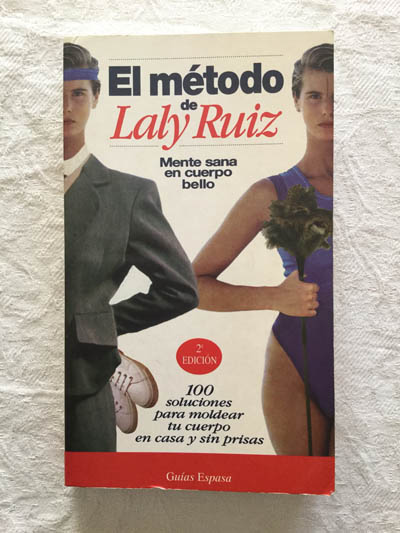 El método
de
Laly Ruiz
Mente sana
en cuerpo
bello
2ª
EDICIÓN
100
soluciones
para moldear
tu cuerpo
en casa y sin prisas
Guías Espasa